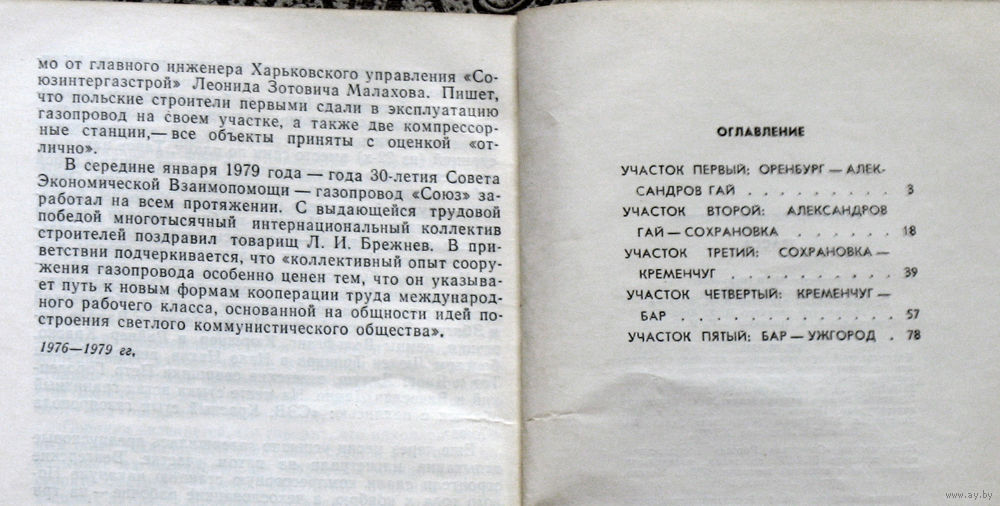 мо от главного инженера Харьковского управления «Со-
юзинтергазстрой» Леонида Зотовича Малахова. Пишет,
что польские строители первыми сдали в эксплуатацию
газопровод на своем участке, а также две компрессор-
ные станции,— все объекты приняты с оценкой «от-
лично».
В середине января 1979 года — года 30-летия Совета
Экономической Взаимопомощи — газопровод «Союз» за-
работал на всем протяжении. С выдающейся трудовой
победой многотысячный интернациональный коллектив
строителей поздравил товарищ Л. И. Брежнев. В при-
ветствии подчеркивается, что «коллективный опыт соору-
жения газопровода особенно ценен тем, что он указыва-
ет путь к новым формам кооперации труда международ-
ного рабочего класса, основанной на общности идей по-
строения светлого коммунистического общества».
1976—1979 гг.
ОГЛАВЛЕНИЕ
УЧАСТОК ПЕРВЫЙ: ОРЕНБУРГ — АЛЕК-
САНДРОВ ГАЙ . . . . . . . . . 3
УЧАСТОК ВТОРОЙ: АЛЕКСАНДРОВ
ГАЙ — СОХРАНОВКА . . . . . . 18
УЧАСТОК ТРЕТИЙ: СОХРАНОВКА —
КРЕМЕНЧУГ . . . . . . . . . 39
УЧАСТОК ЧЕТВЕРТЫЙ: КРЕМЕНЧУГ —
БАР . . . . . . . . . . . . 57
УЧАСТОК ПЯТЫЙ: БАР — УЖГОРОД . 78
www.ay.by